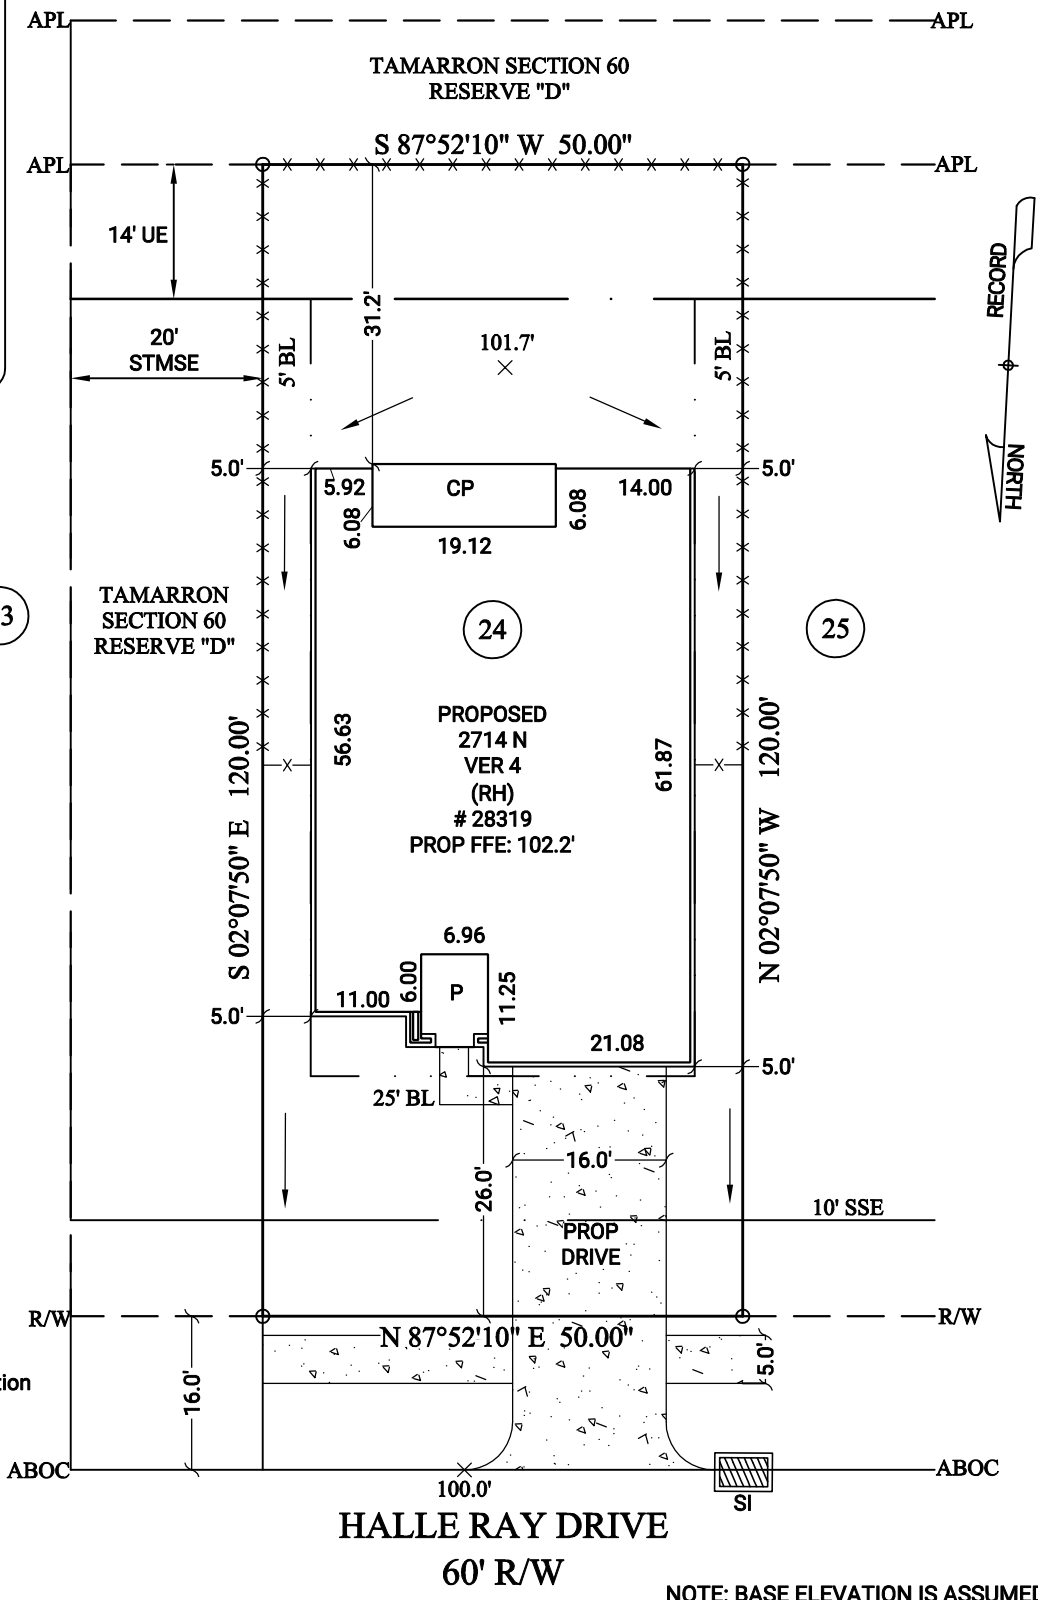 APL
APL
TAMARRON SECTION 60
RESERVE "D"
S 87°52'10" W 50.00"
APL
APL
14' UE
31.2'
RECORD
NORTH
20'
STMSE
5' BL
101.7'
5' BL
5.0'
5.0'
5.92
CP
14.00
6.08
6.08
19.12
TAMARRON
SECTION 60
RESERVE "D"
3
24
25
PROPOSED
2714 N
VER 4
(RH)
# 28319
PROP FFE: 102.2'
56.63
61.87
S 02°07'50" E 120.00'
N 02°07'50" W 120.00'
6.96
6.00
P
11.25
11.00
5.0'
21.08
5.0'
25' BL
16.0'
26.0'
10' SSE
PROP
DRIVE
R/W
R/W
N 87°52'10" E 50.00"
5.0'
tion
16.0'
ABOC
ABOC
100.0'
SI
HALLE RAY DRIVE
60' R/W
NOTE: BASE ELEVATION IS ASSUMED